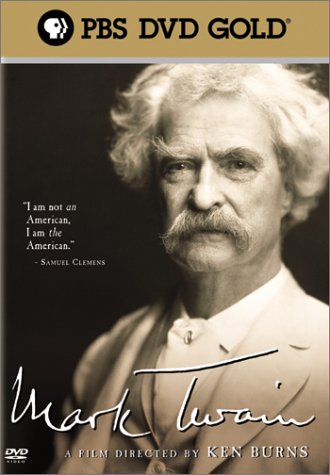 PBS DVD GOLD®
"I am not an
American,
I am the
American."
- SAMUEL CLEMENS
Mark Twain
DVD
VIDEO
A FILM DIRECTED BY KEN BURNS